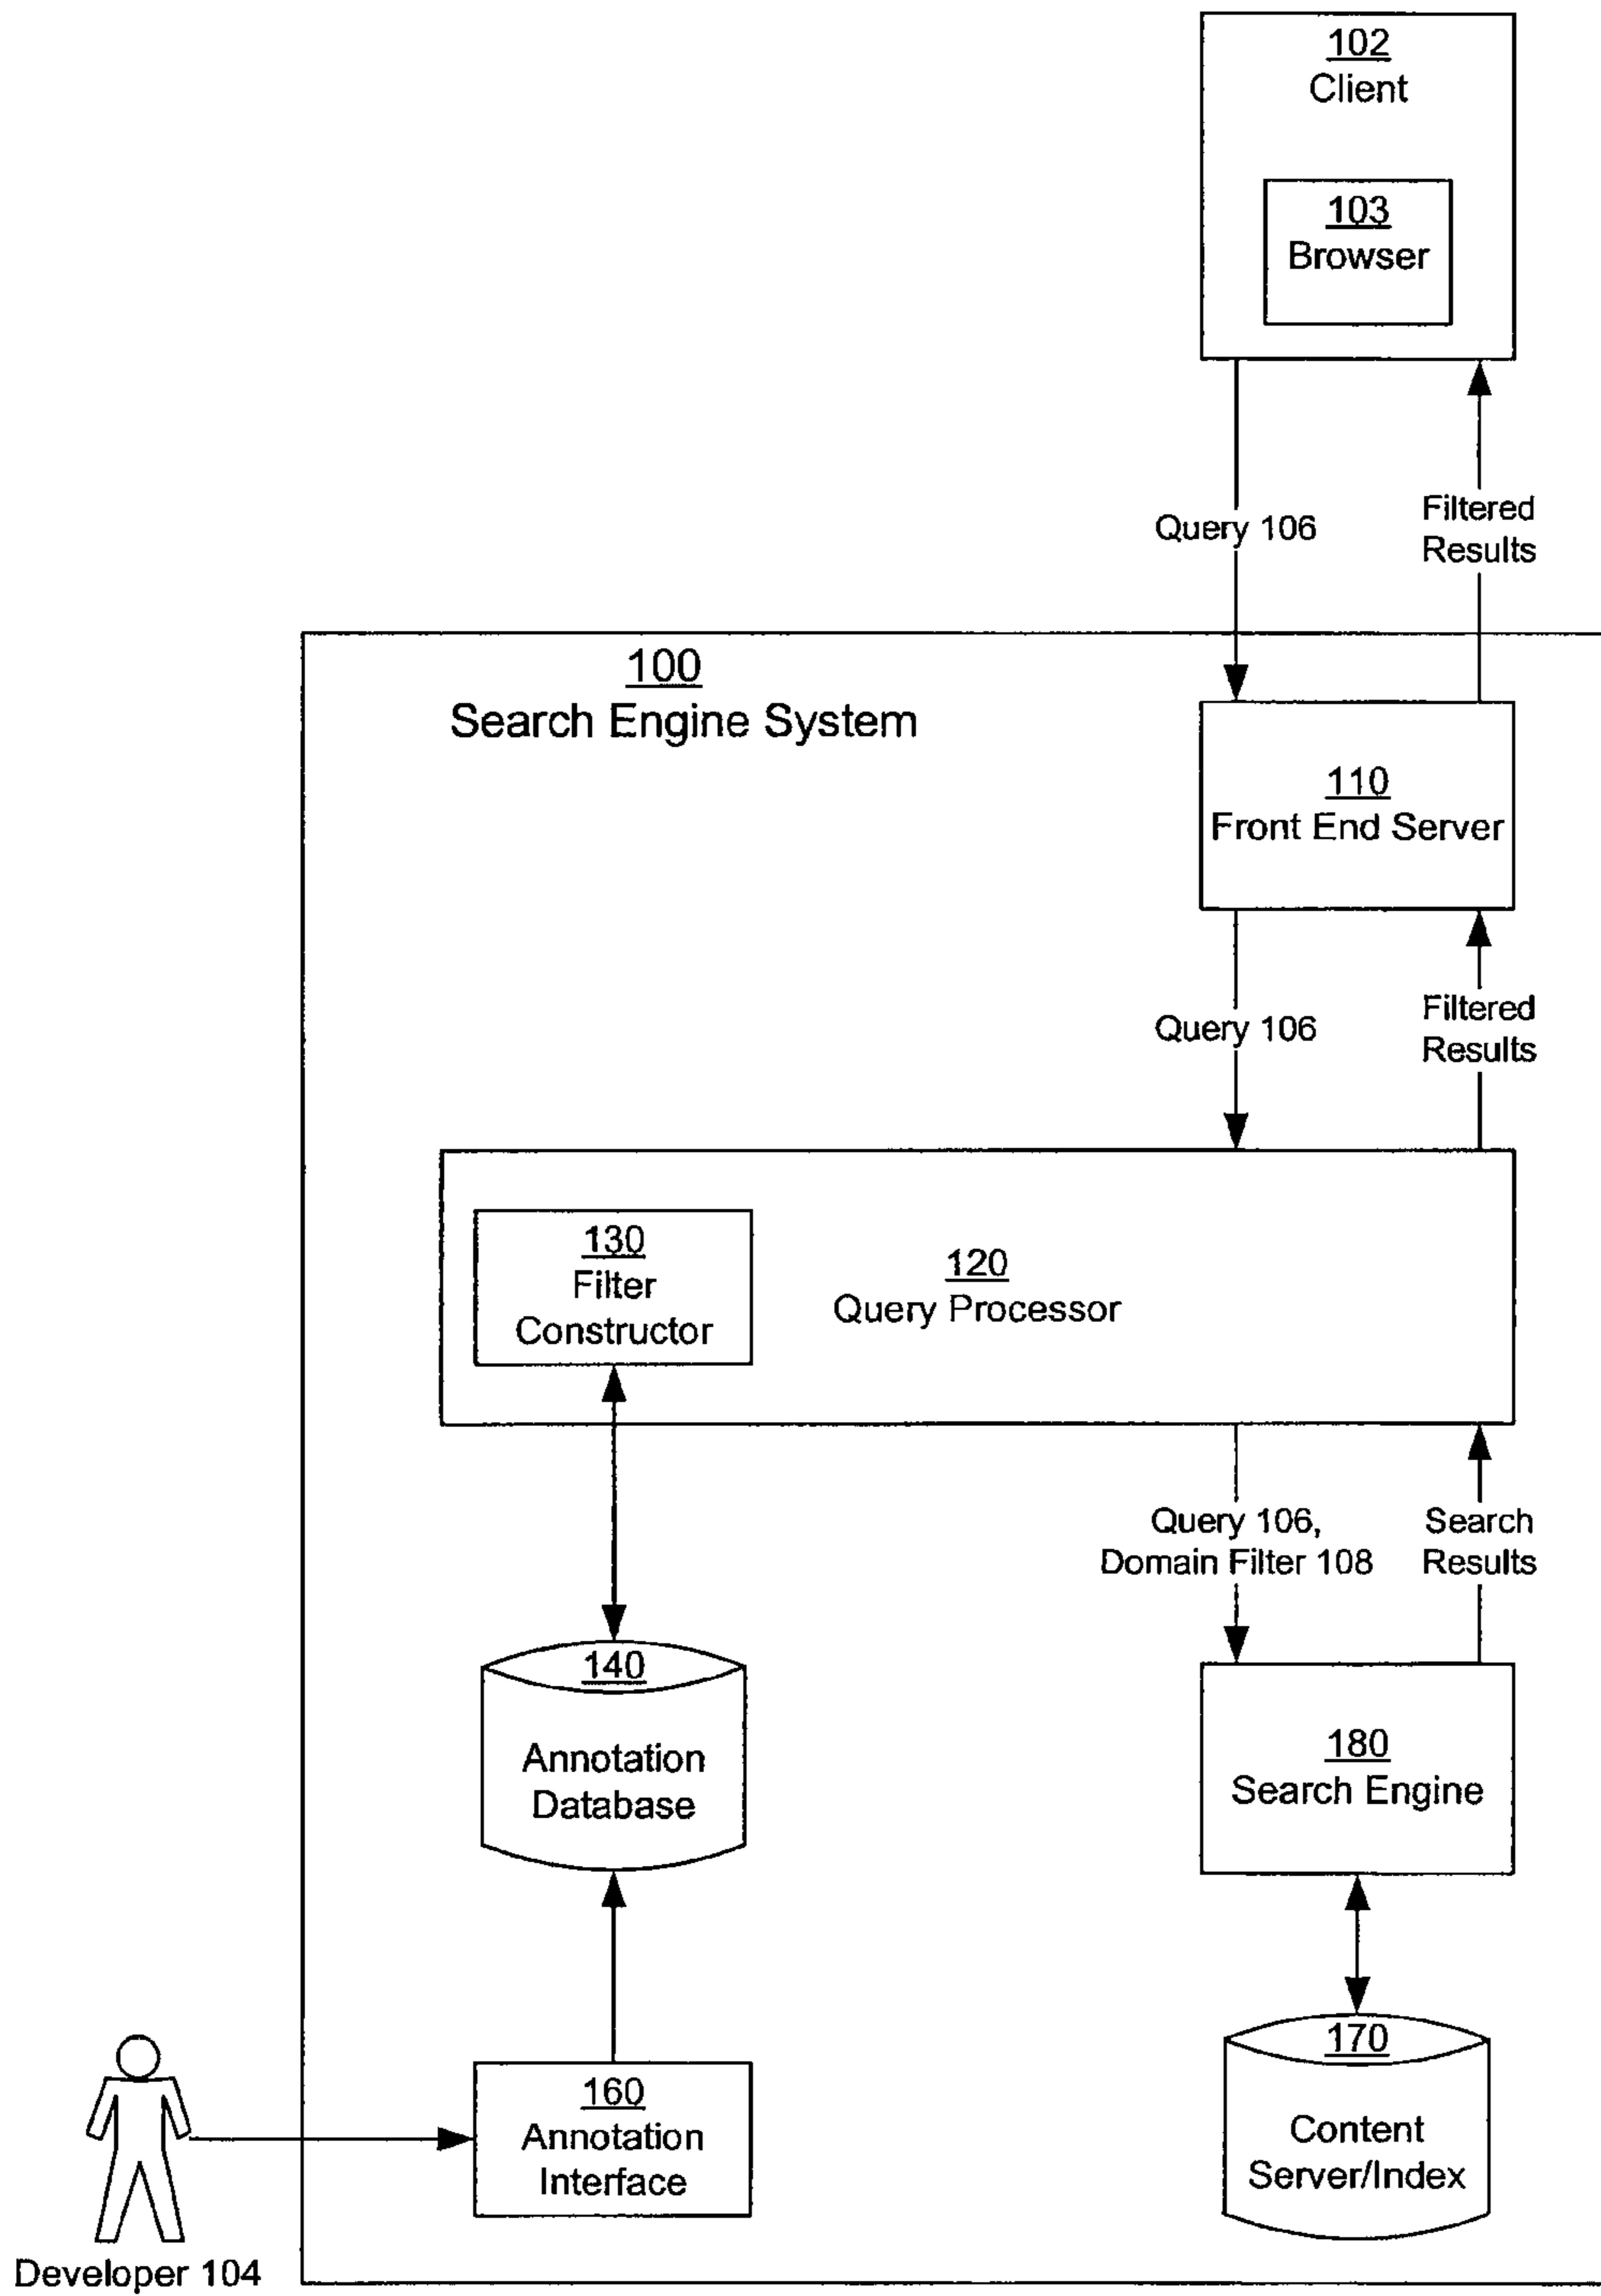 102
Client
103
Browser
Query 106
Filtered
Results
100
Search Engine System
110
Front End Server
Query 106
Filtered
Results
130
Filter
Constructor
120
Query Processor
Query 106,
Domain Filter 108
Search
Results
140
Annotation
Database
180
Search Engine
160
Annotation
Interface
170
Content
Server/Index
Developer 104